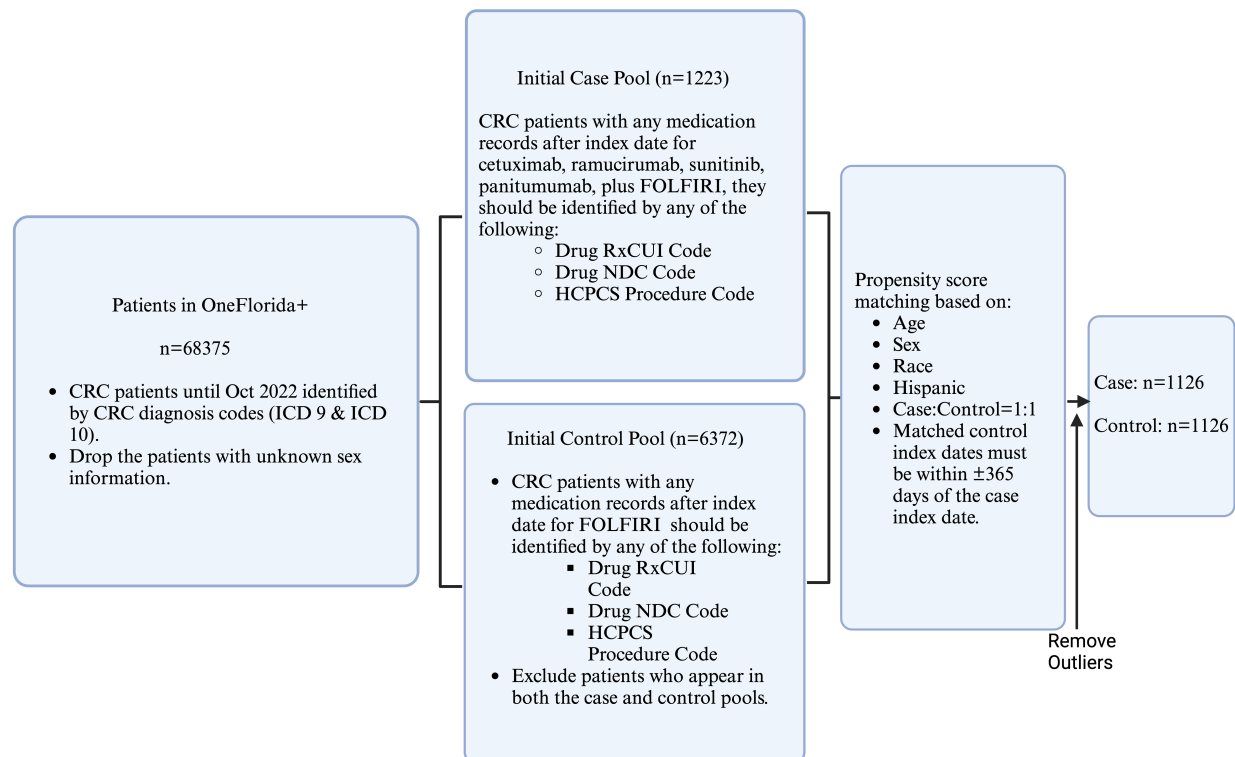 Patients in OneFlorida+
n=68375
• CRC patients until Oct 2022 identified
by CRC diagnosis codes (ICD 9 & ICD
10).
• Drop the patients with unknown sex
information.
Initial Case Pool (n=1223)
CRC patients with any medication
records after index date for
cetuximab, ramucirumab, sunitinib,
panitumumab, plus FOLFIRI, they
should be identified by any of the
following:
○ Drug RxCUI Code
○ Drug NDC Code
○ HCPCS Procedure Code
Initial Control Pool (n=6372)
• CRC patients with any
medication records after index
date for FOLFIRI should be
identified by any of the following:
▪ Drug RxCUI
Code
▪ Drug NDC Code
▪ HCPCS
Procedure Code
• Exclude patients who appear in
both the case and control pools.
Propensity score
matching based on:
• Age
• Sex
• Race
• Hispanic
• Case:Control=1:1
• Matched control
index dates must
be within ±365
days of the case
index date.
Remove
Outliers
Case: n=1126
Control: n=1126